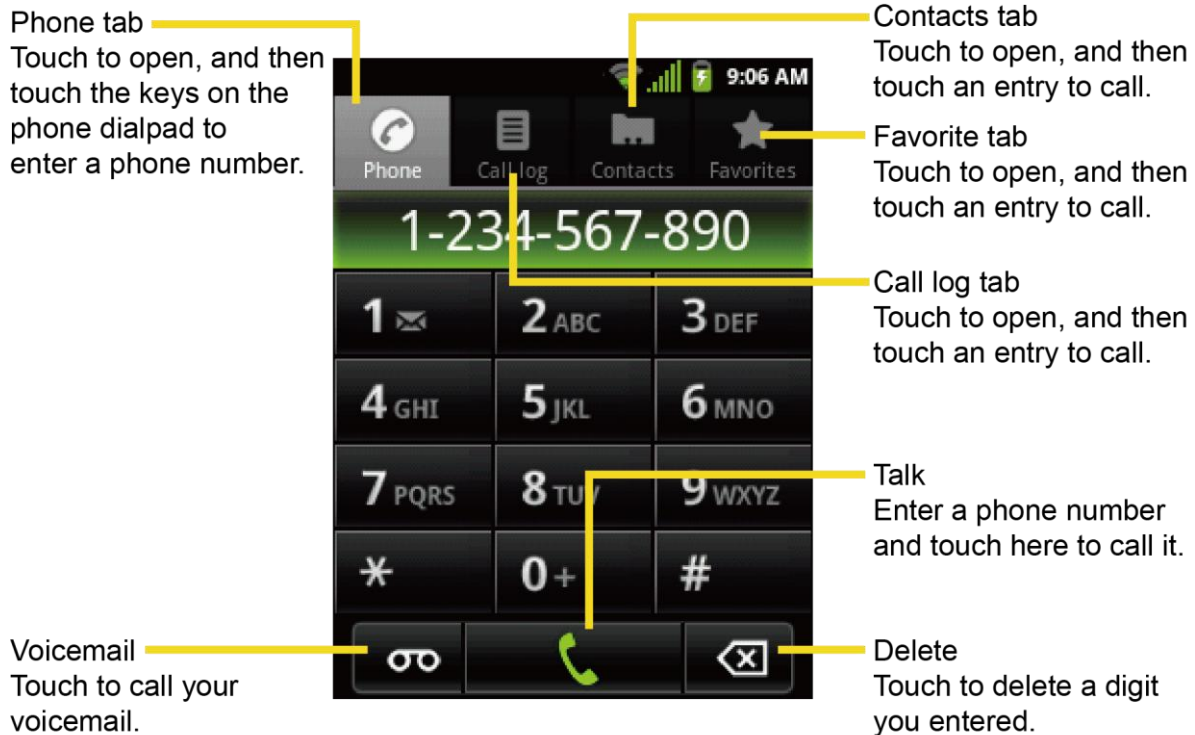 Phone tab
Touch to open, and then
touch the keys on the
phone dialpad to
enter a phone number.
Contacts tab
Touch to open, and then
touch an entry to call.
Favorite tab
Touch to open, and then
touch an entry to call.
Call log tab
Touch to open, and then
touch an entry to call.
9:06 AM
Phone Call log Contacts Favorites
1-234-567-890
1 2 ABC 3 DEF
4 GHI 5 JKL 6 MNO
7 PQRS 8 TUV 9 WXYZ
* 0 + #
Talk
Enter a phone number
and touch here to call it.
Voicemail
Touch to call your
voicemail.
Delete
Touch to delete a digit
you entered.